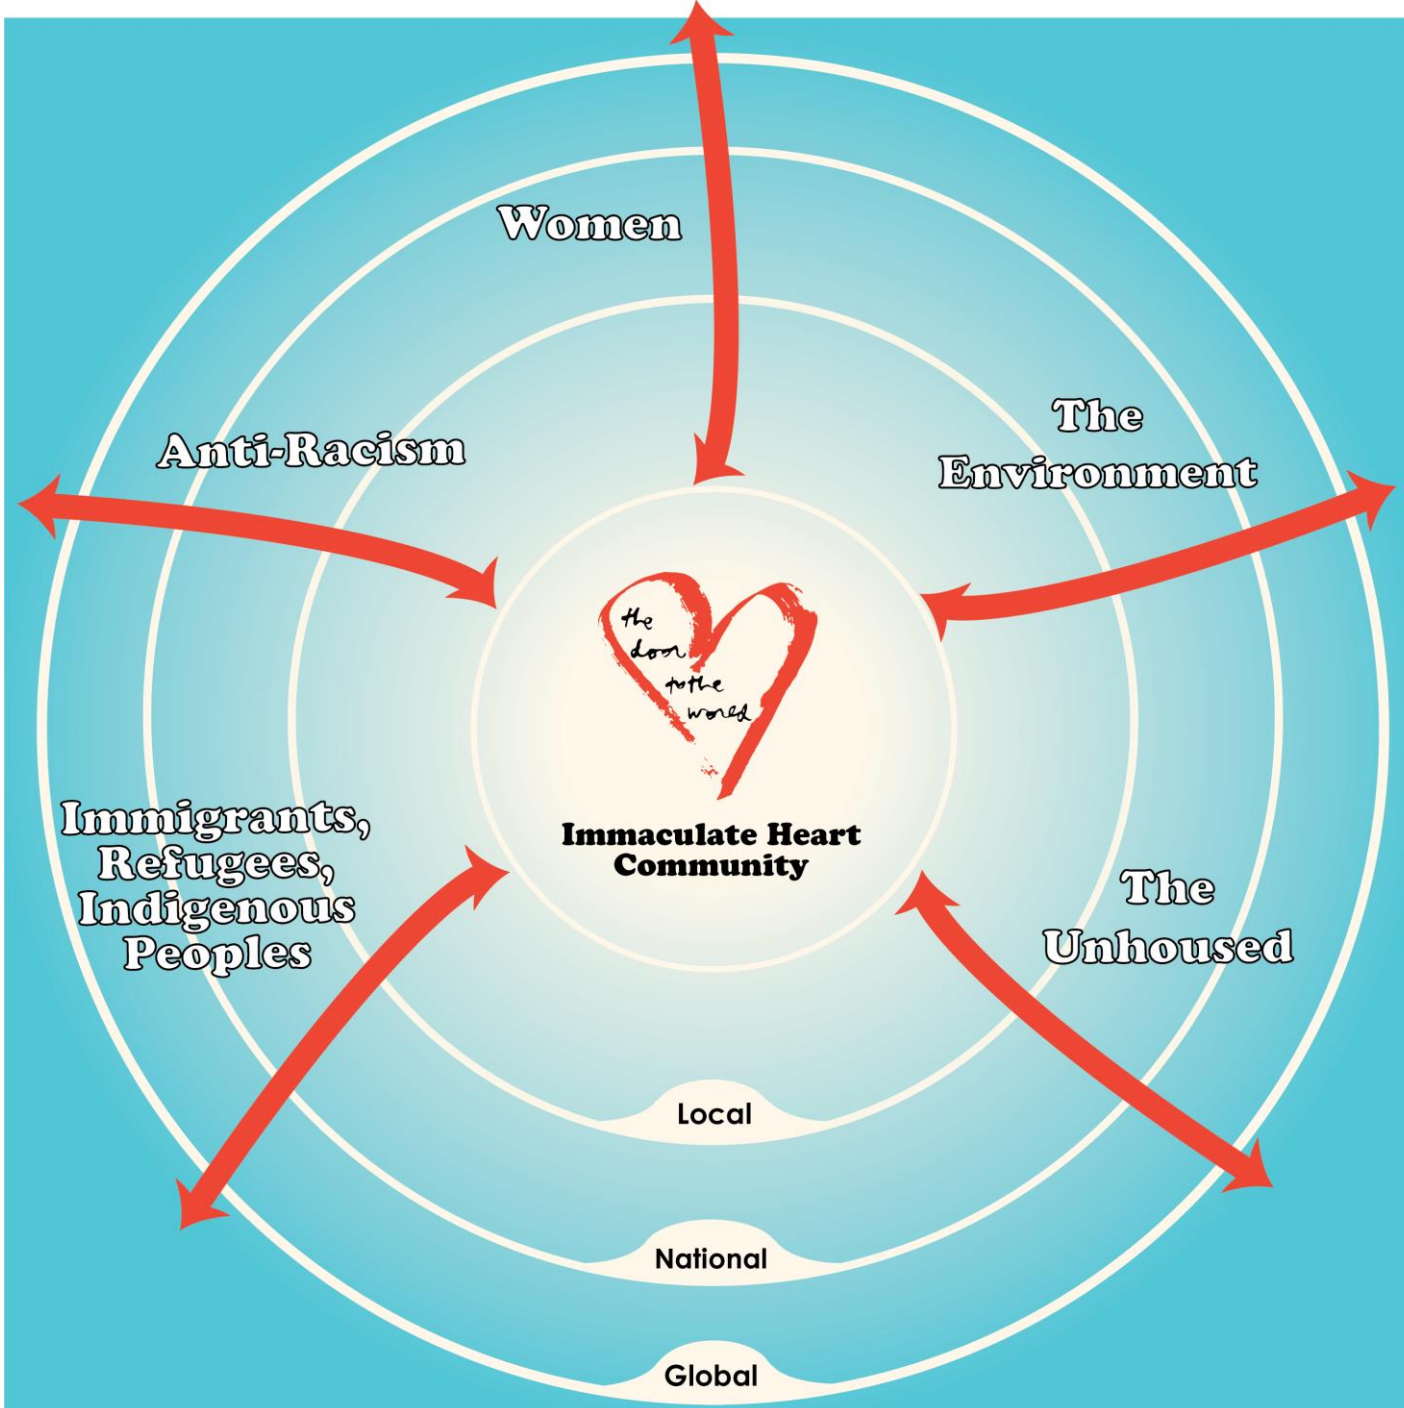 Women
The
Environment
Anti-Racism
the
door
to the
world
Immaculate Heart
Community
Immigrants,
Refugees,
Indigenous
Peoples
The
Unhoused
Local
National
Global